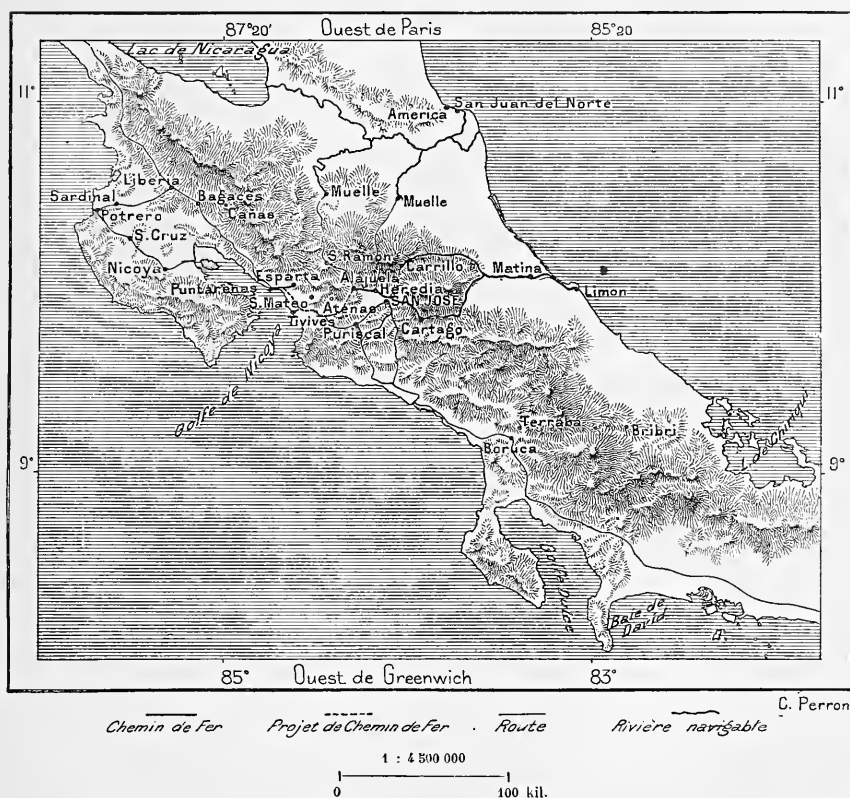 87°20' Ouest de Paris 85°20
Lac de Nicaragua
11° 11°
San Juan del Norte
America
Liberia
Sardinal
Bagaces
Muelle
Muelle
Potrero
Cañas
S. Cruz
S. Ramon
Carrillo
Nicoya
Esparta
Alajuela
Matina
Puntarenas
Heredia
Limon
S. Mateo
Atenas
SAN JOSE
Tivives
Puriscal
Cartago
Golfe de Nicoya
L. de Chiriqui
Terraba
Bribri
Boruca
9° 9°
Golfe Dulce
Baie de
David
85° Ouest de Greenwich 83°
C. Perron
Chemin de Fer Projet de Chemin de Fer Route Rivière navigable
1 : 4 500 000
0 100 kil.